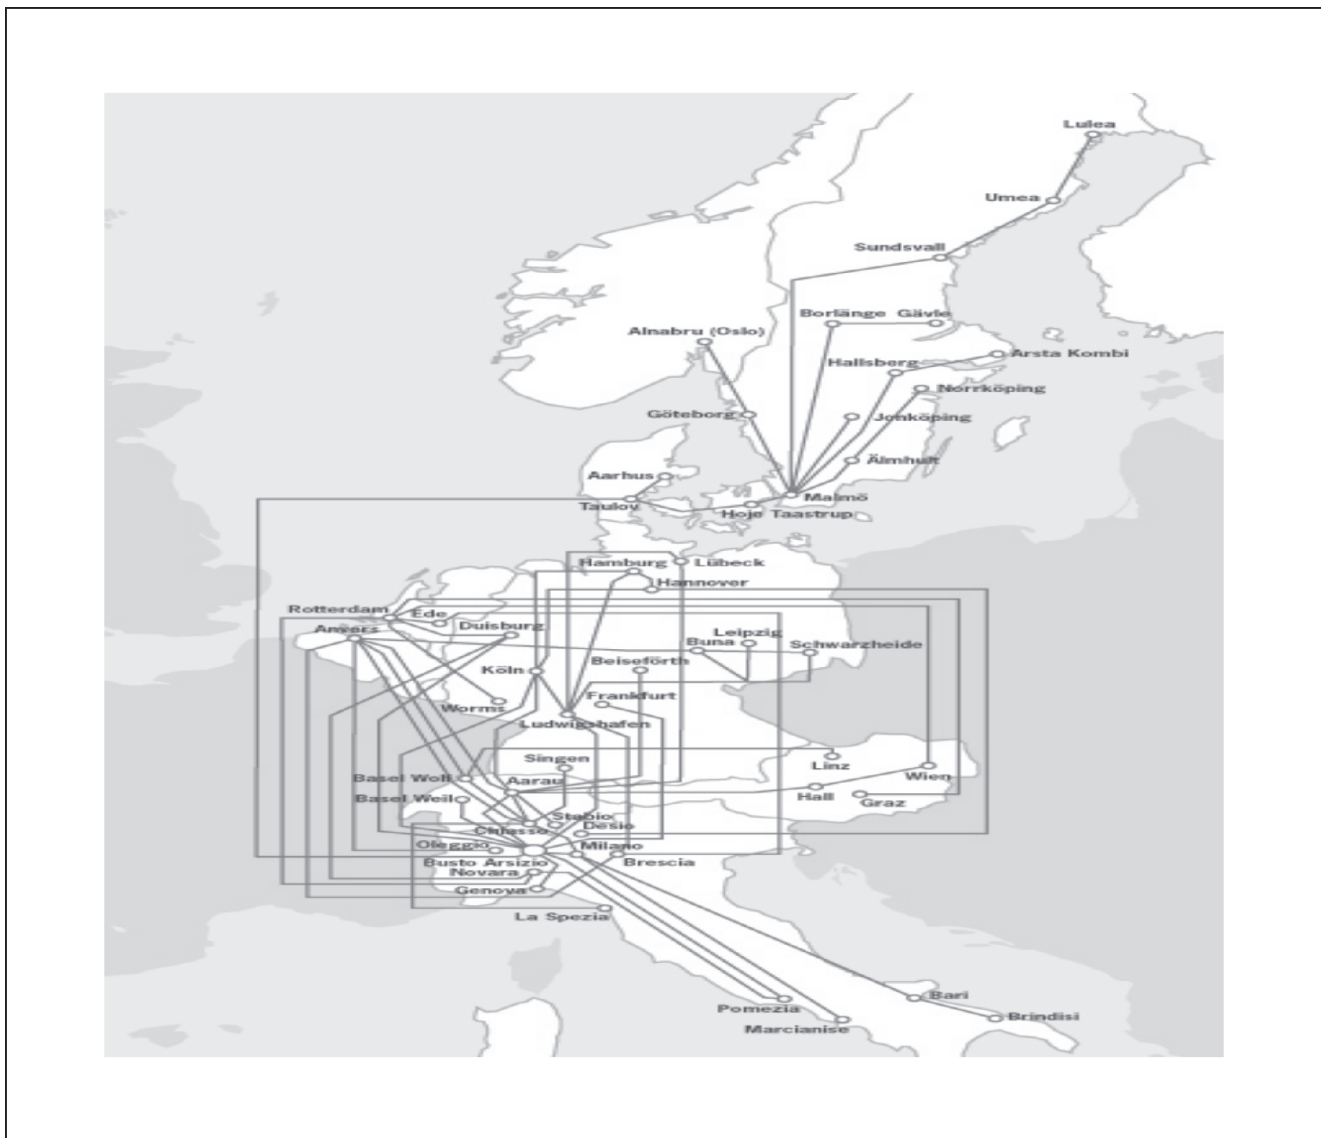 Lulea
Umea
Sundsvall
Borlänge Gävle
Alnabru (Oslo)
Arsta Kombi
Hallsberg
Norrköping
Göteborg
Jonköping
Älmhult
Aarhus
Malmö
Taulov
Hoje Taastrup
Hamburg
Lübeck
Hannover
Rotterdam
Ede
Anvers
Duisburg
Leipzig
Buna
Schwarzheide
Köln
Beiseförth
Frankfurt
Worms
Ludwigshafen
Singen
Linz
Basel Wolf
Aarau
Wien
Hall
Basel Weil
Graz
Stabio
Chiasso
Desio
Oleggio
Milano
Busto Arsizio
Brescia
Novara
Genova
La Spezia
Bari
Pomezia
Brindisi
Marcianise